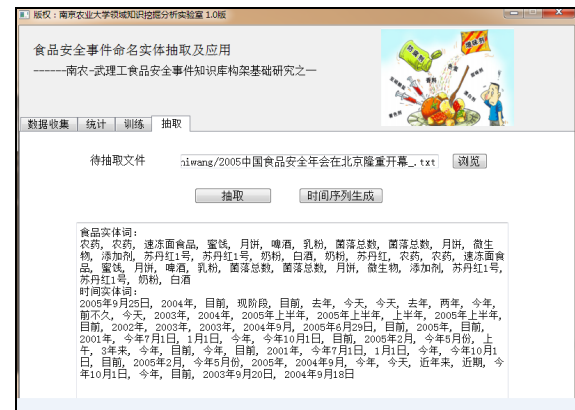 版权：南京农业大学领域知识挖掘分析实验室 1.0版
食品安全事件命名实体抽取及应用
------南农-武理工食品安全事件知识库构架基础研究之一
防腐剂
增味剂
数据收集 统计 训练 抽取
待抽取文件 niwang/2005中国食品安全年会在北京隆重开幕_.txt 浏览
抽取 时间序列生成
食品实体词：
农药, 农药, 速冻面食品, 蜜饯, 月饼, 啤酒, 乳粉, 菌落总数, 菌落总数, 月饼, 微生
物, 添加剂, 苏丹红1号, 苏丹红1号, 奶粉, 白酒, 奶粉, 苏丹红, 农药, 农药, 速冻面食
品, 蜜饯, 月饼, 啤酒, 乳粉, 菌落总数, 菌落总数, 月饼, 微生物, 添加剂, 苏丹红1号,
苏丹红1号, 奶粉, 白酒
时间实体词：
2005年9月25日, 2004年, 目前, 现阶段, 目前, 去年, 今天, 今天, 去年, 两年, 今年,
前不久, 今天, 2003年, 2004年, 2005年上半年, 2005年上半年, 上半年, 2005年上半年,
目前, 2002年, 2003年, 2003年, 2004年9月, 2005年6月29日, 目前, 2005年, 目前,
2001年, 今年7月1日, 1月1日, 今年, 今年10月1日, 目前, 2005年2月, 今年5月份, 上
午, 3年来, 今年, 目前, 今年, 目前, 2001年, 今年7月1日, 1月1日, 今年, 今年10月1
日, 目前, 2005年2月, 今年5月份, 2005年, 2004年9月, 今年, 今天, 近年来, 近期, 今
年10月1日, 今年, 目前, 2003年9月20日, 2004年9月18日